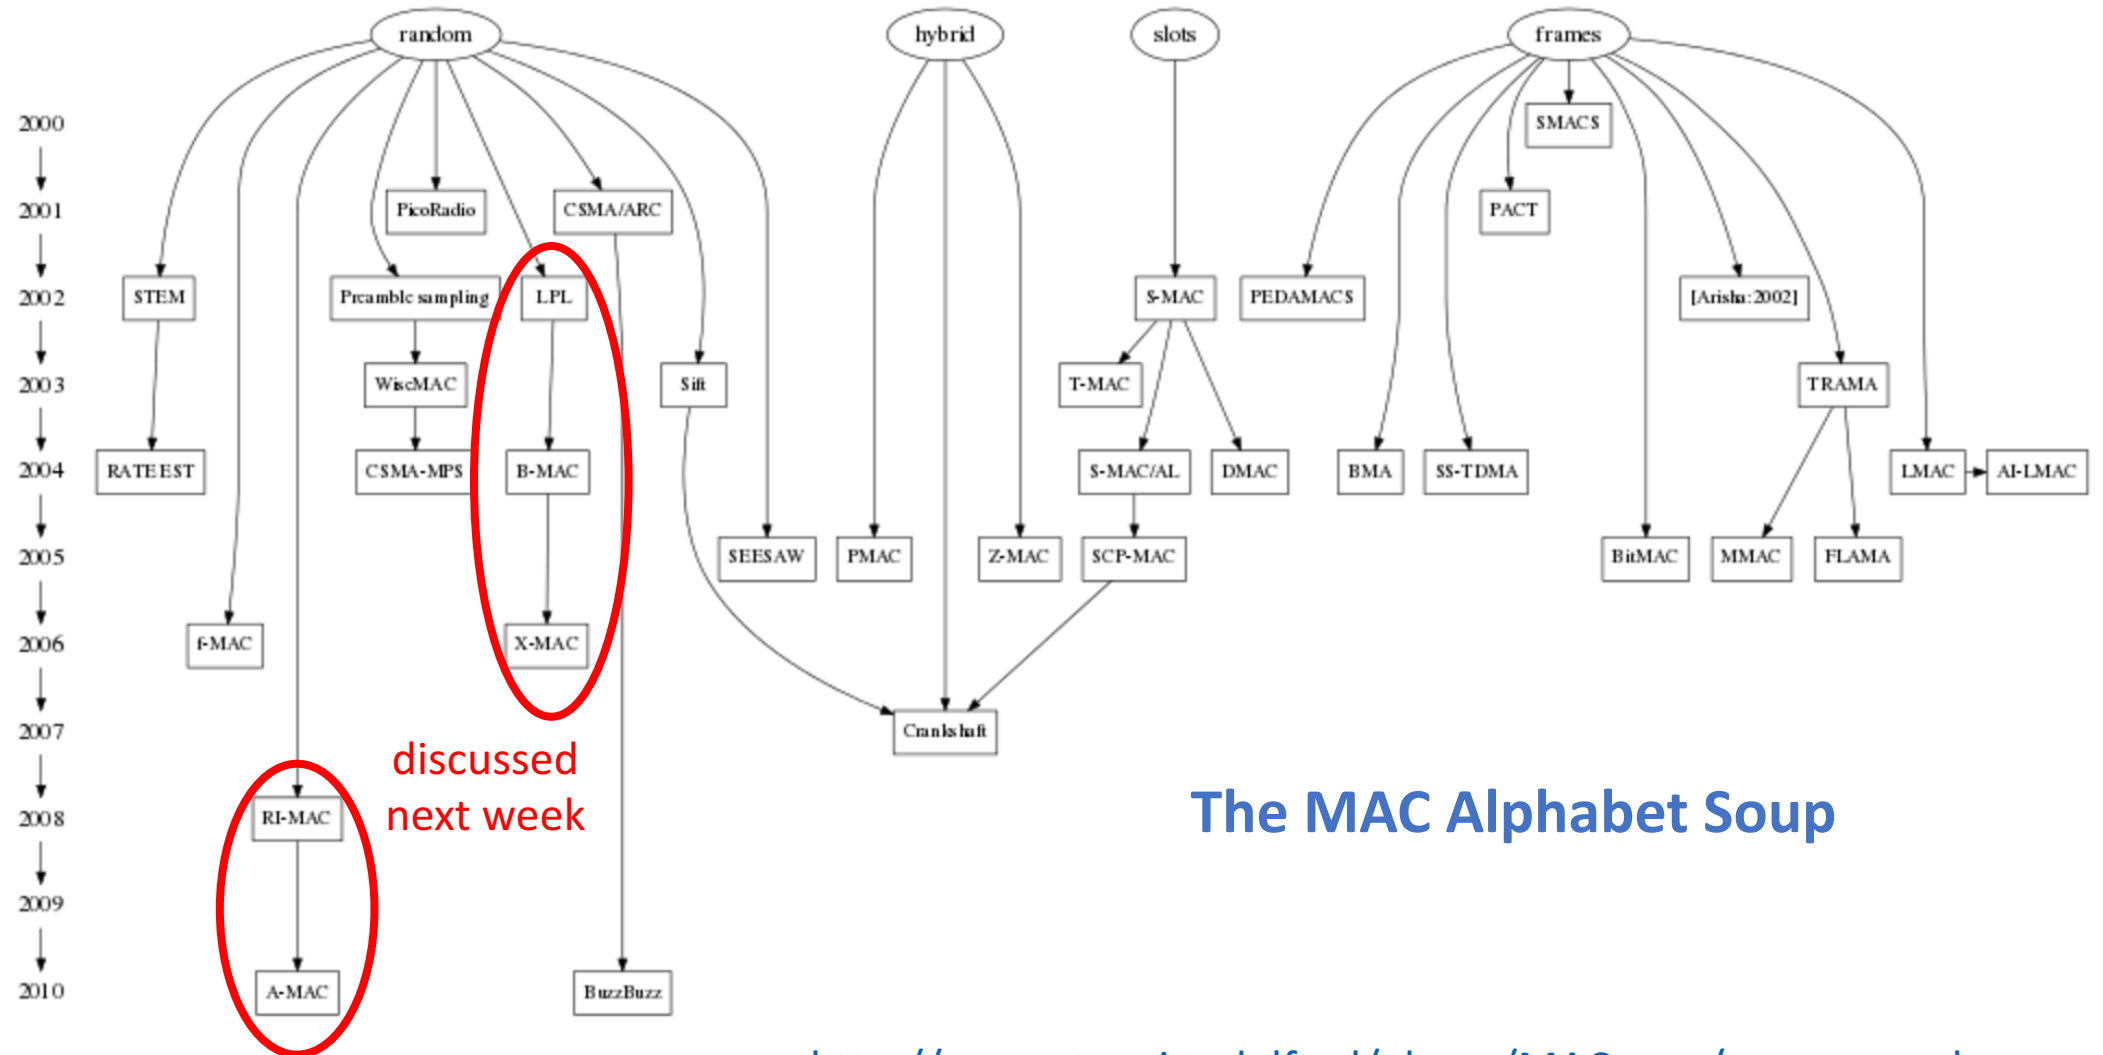 random
hybrid
slots
frames
2000
SMACS
2001
PicoRadio
CSMA/ARC
PACT
2002
STEM
Preamble sampling
LPL
S-MAC
PEDAMACS
[Arisha:2002]
2003
WiseMAC
Sift
T-MAC
TRAMA
2004
RATEEST
CSMA-MPS
B-MAC
S-MAC/AL
DMAC
BMA
SS-TDMA
LMAC
AI-LMAC
2005
SEESAW
PMAC
Z-MAC
SCP-MAC
BitMAC
MMAC
FLAMA
2006
f-MAC
X-MAC
2007
Crankshaft
discussed
next week
2008
RI-MAC
The MAC Alphabet Soup
2009
2010
A-MAC
BuzzBuzz